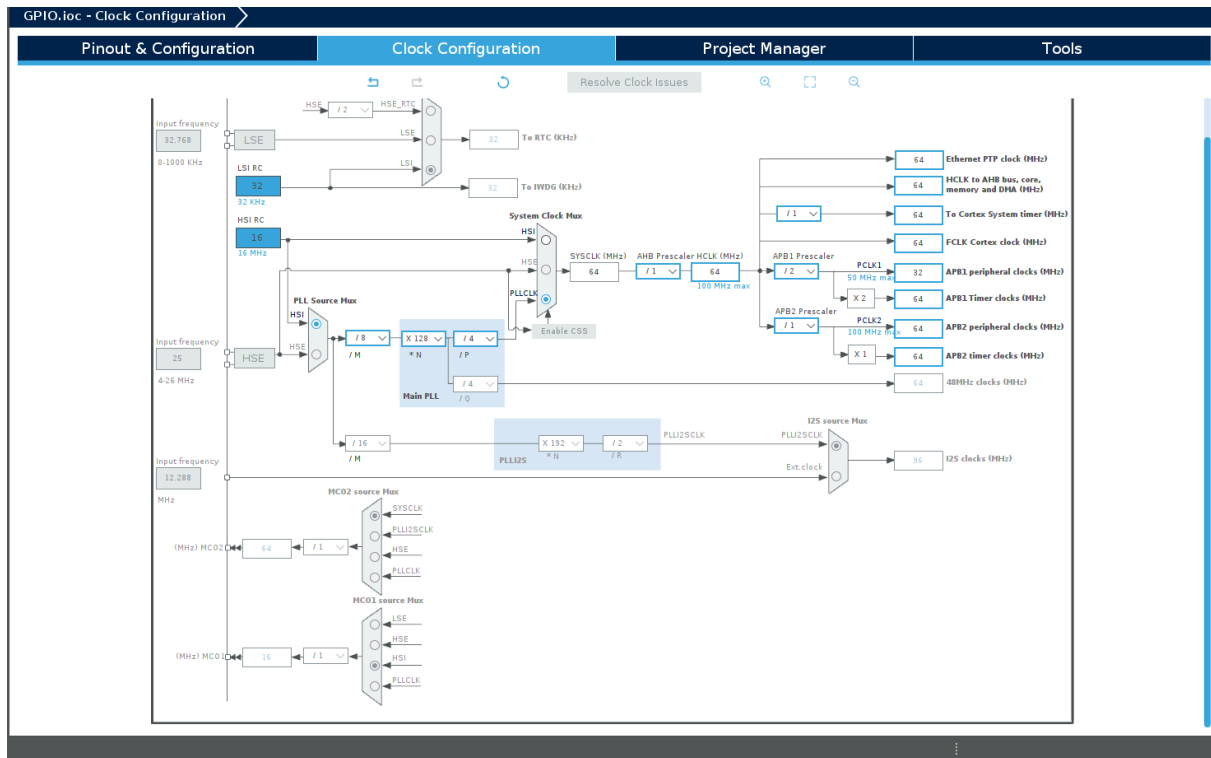 GPIO.ioc - Clock Configuration
Pinout & Configuration
Clock Configuration
Project Manager
Tools
Resolve Clock Issues
HSE
/ 2
HSE_RTC
Input frequency
32.768
0-1000 KHz
LSE
LSE
32
To RTC (KHz)
LSI RC
LSI
32
32 KHz
32
To IWDG (KHz)
HSI RC
16
16 MHz
System Clock Mux
HSI
HSE
PLLCLK
SYSCLK (MHz)
64
AHB Prescaler
/ 1
HCLK (MHz)
64
100 MHz max
Enable CSS
64
Ethernet PTP clock (MHz)
64
HCLK to AHB bus, core,
memory and DMA (MHz)
/ 1
64
To Cortex System timer (MHz)
64
FCLK Cortex clock (MHz)
APB1 Prescaler
/ 2
PCLK1
50 MHz max
32
APB1 peripheral clocks (MHz)
X 2
64
APB1 Timer clocks (MHz)
APB2 Prescaler
/ 1
PCLK2
100 MHz max
64
APB2 peripheral clocks (MHz)
X 1
64
APB2 timer clocks (MHz)
64
48MHz clocks (MHz)
PLL Source Mux
HSI
HSE
Input frequency
25
4-26 MHz
HSE
/ 8
/ M
X 128
* N
/ 4
/ P
/ 4
/ Q
Main PLL
/ 16
/ M
PLLI2S
X 192
* N
/ 2
/ R
PLLI2SCLK
I2S source Mux
PLLI2SCLK
Ext.clock
96
I2S clocks (MHz)
Input frequency
12.288
MHz
MCO2 source Mux
SYSCLK
PLLI2SCLK
HSE
PLLCLK
(MHz) MCO2
64
/ 1
MCO1 source Mux
LSE
HSE
HSI
PLLCLK
(MHz) MCO1
16
/ 1